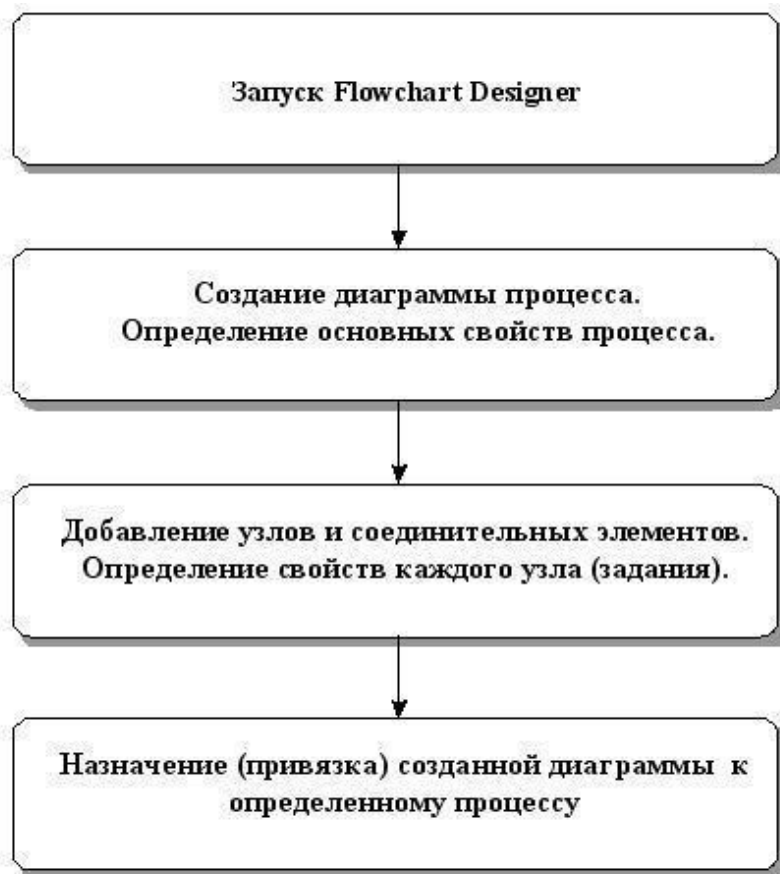 Запуск Flowchart Designer
Создание диаграммы процесса.
Определение основных свойств процесса.
Добавление узлов и соединительных элементов.
Определение свойств каждого узла (задания).
Назначение (привязка) созданной диаграммы к
определенному процессу